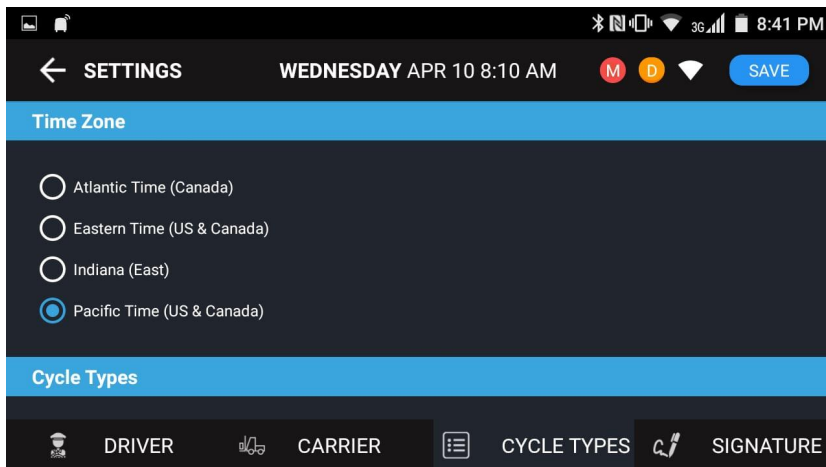 3G 8:41 PM
SETTINGS WEDNESDAY APR 10 8:10 AM M D SAVE
Time Zone
Atlantic Time (Canada)
Eastern Time (US & Canada)
Indiana (East)
Pacific Time (US & Canada)
Cycle Types
DRIVER CARRIER CYCLE TYPES SIGNATURE